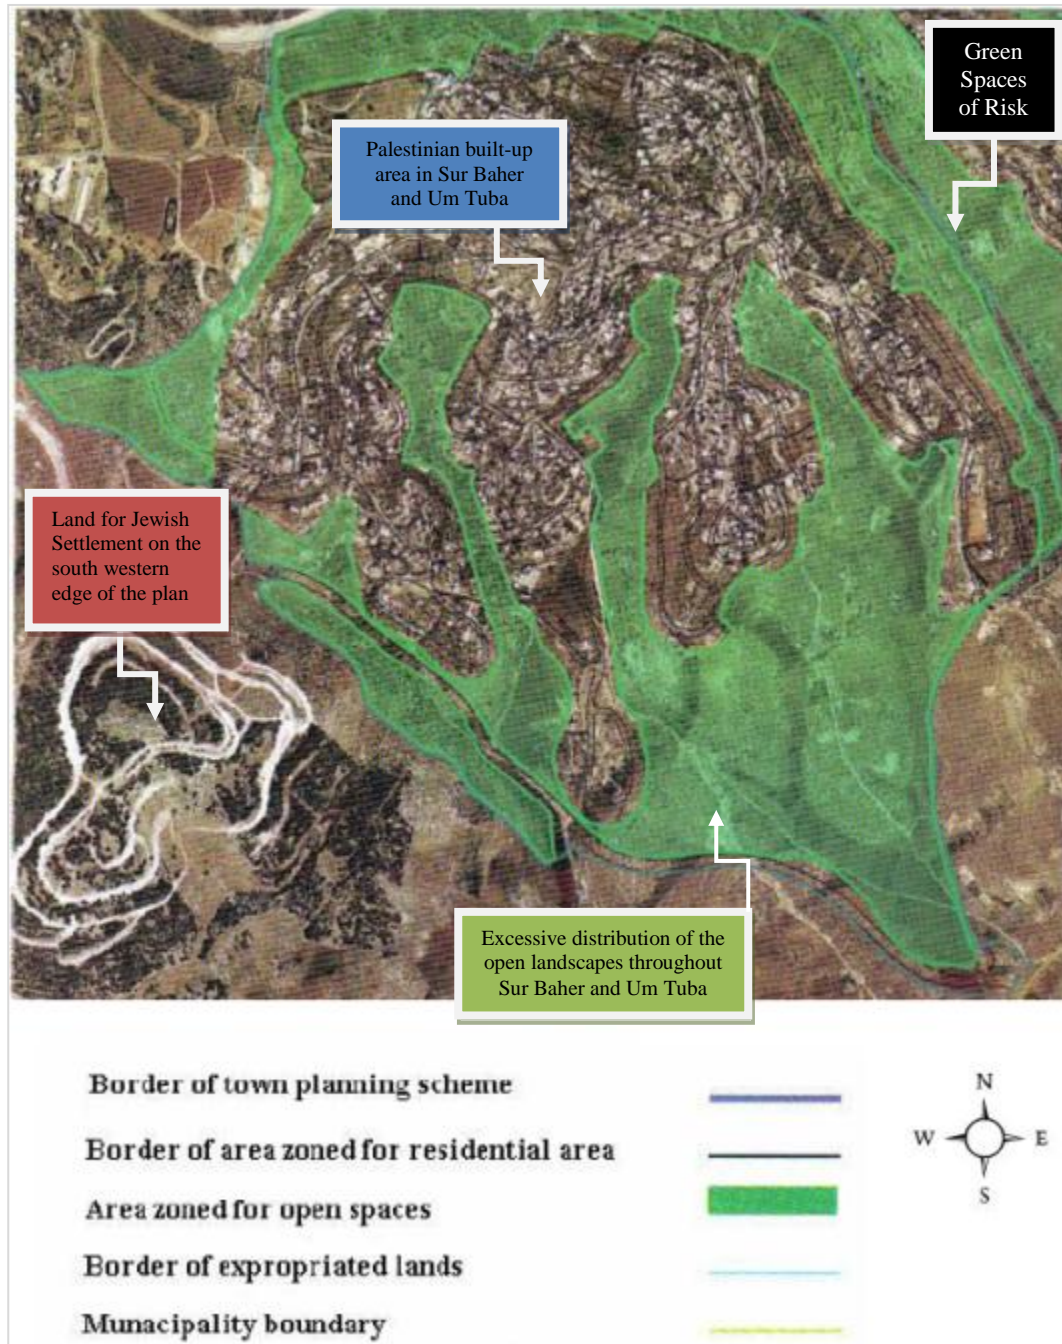 Green
Spaces
of Risk
Palestinian built-up
area in Sur Baher
and Um Tuba
Land for Jewish
Settlement on the
south western
edge of the plan
Excessive distribution of the
open landscapes throughout
Sur Baher and Um Tuba
Border of town planning scheme
Border of area zoned for residential area
Area zoned for open spaces
Border of expropriated lands
Munacipality boundary
N
W
E
S